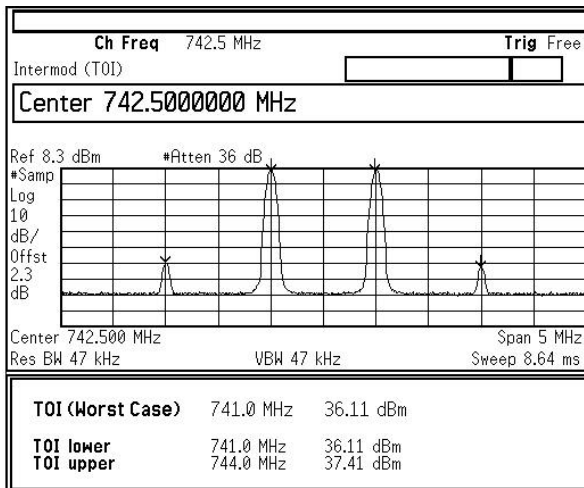 Ch Freq 742.5 MHz Trig Free
Intermod (TOI)
Center 742.5000000 MHz
Ref 8.3 dBm #Atten 36 dB
#Samp
Log
10
dB/
Offst
2.3
dB
Center 742.500 MHz Span 5 MHz
Res BW 47 kHz VBW 47 kHz Sweep 8.64 ms
TOI (Worst Case) 741.0 MHz 36.11 dBm
TOI lower 741.0 MHz 36.11 dBm
TOI upper 744.0 MHz 37.41 dBm